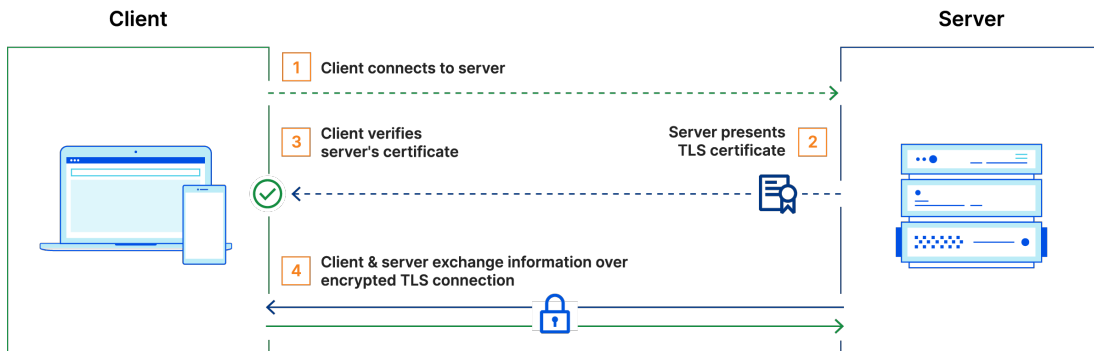 Client
Server
1
Client connects to server
3
Client verifies
server's certificate
Server presents
TLS certificate
2
4
Client & server exchange information over
encrypted TLS connection